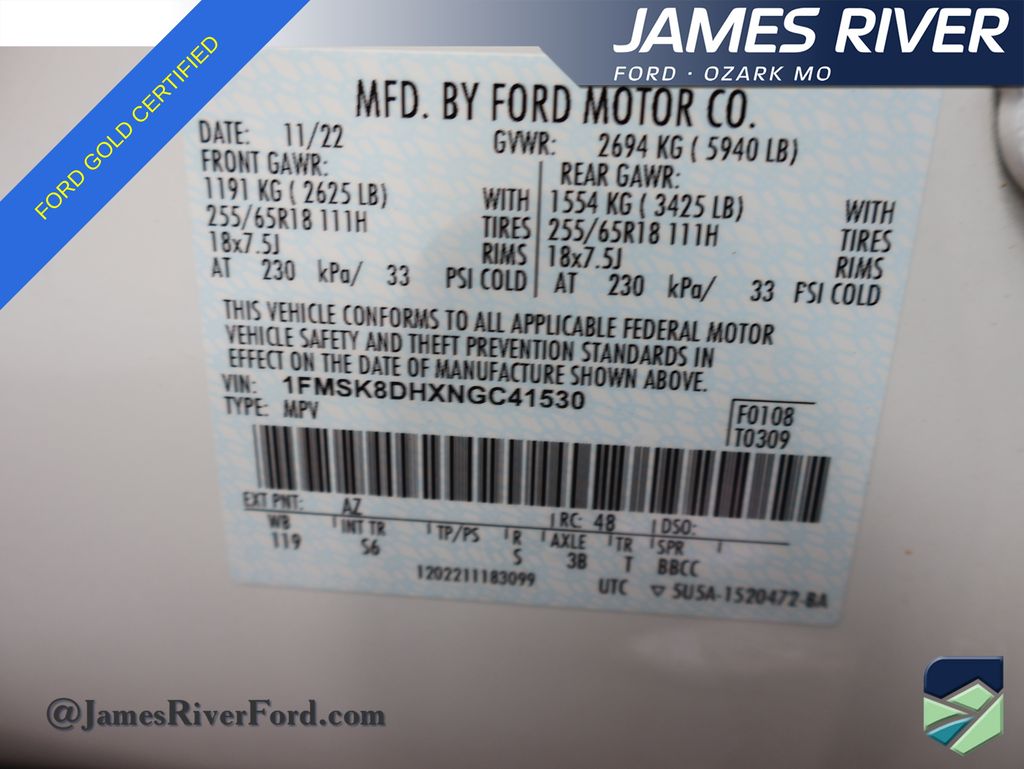 FORD GOLD CERTIFIED
JAMES RIVER
FORD · OZARK MO
MFD. BY FORD MOTOR CO.
DATE: 11/22 GVWR: 2694 KG ( 5940 LB)
FRONT GAWR: REAR GAWR:
1191 KG ( 2625 LB) WITH 1554 KG ( 3425 LB) WITH
255/65R18 111H TIRES 255/65R18 111H TIRES
18x7.5J RIMS 18x7.5J RIMS
AT 230 kPa/ 33 PSI COLD AT 230 kPa/ 33 PSI COLD
THIS VEHICLE CONFORMS TO ALL APPLICABLE FEDERAL MOTOR
VEHICLE SAFETY AND THEFT PREVENTION STANDARDS IN
EFFECT ON THE DATE OF MANUFACTURE SHOWN ABOVE.
VIN: 1FMSK8DHXNGC41530
TYPE: MPV F0108
T0309
EXT PNT: AZ RC: 48 DSO:
WB INT TR TP/PS R AXLE TR SPR
119 S6 S 3B T BBCC
1202211183099 UTC ▽ SU5A-1520472-BA
@JamesRiverFord.com